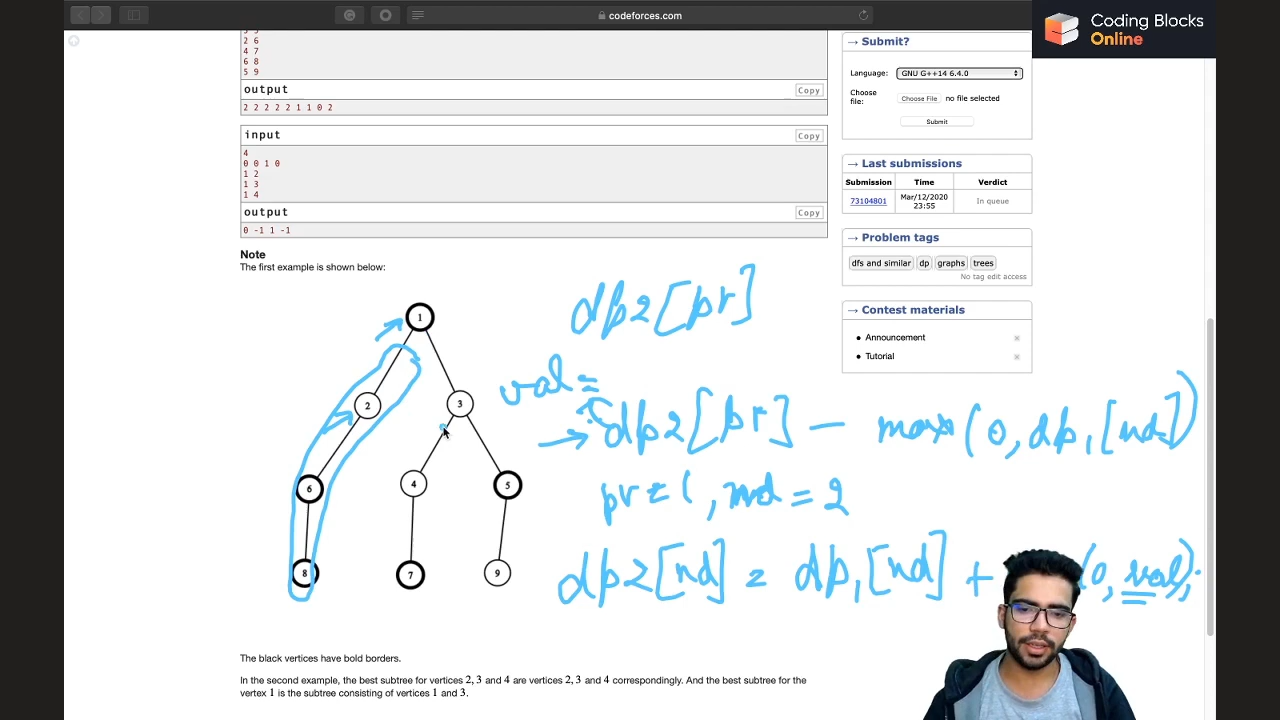 codeforces.com
Coding Blocks
Online
2 6
4 7
6 8
5 9
output
Copy
2 2 2 2 2 1 1 0 2
input
Copy
4
0 0 1 0
1 2
1 3
1 4
output
Copy
0 -1 1 -1
Note
The first example is shown below:
1
2
3
6
4
5
8
7
9
The black vertices have bold borders.
In the second example, the best subtree for vertices 2, 3 and 4 are vertices 2, 3 and 4 correspondingly. And the best subtree for the
vertex 1 is the subtree consisting of vertices 1 and 3.
dp2[pr]
val =
dp2[pr] - max(0, dp1[nd])
pr = 1, nd = 2
dp2[nd] = dp1[nd] + (0, val);
→ Submit?
Language: GNU G++14 6.4.0
Choose file: Choose File no file selected
Submit
→ Last submissions
Submission Time Verdict
73104801 Mar/12/2020 23:55 In queue
→ Problem tags
dfs and similar dp graphs trees
No tag edit access
→ Contest materials
Announcement
Tutorial